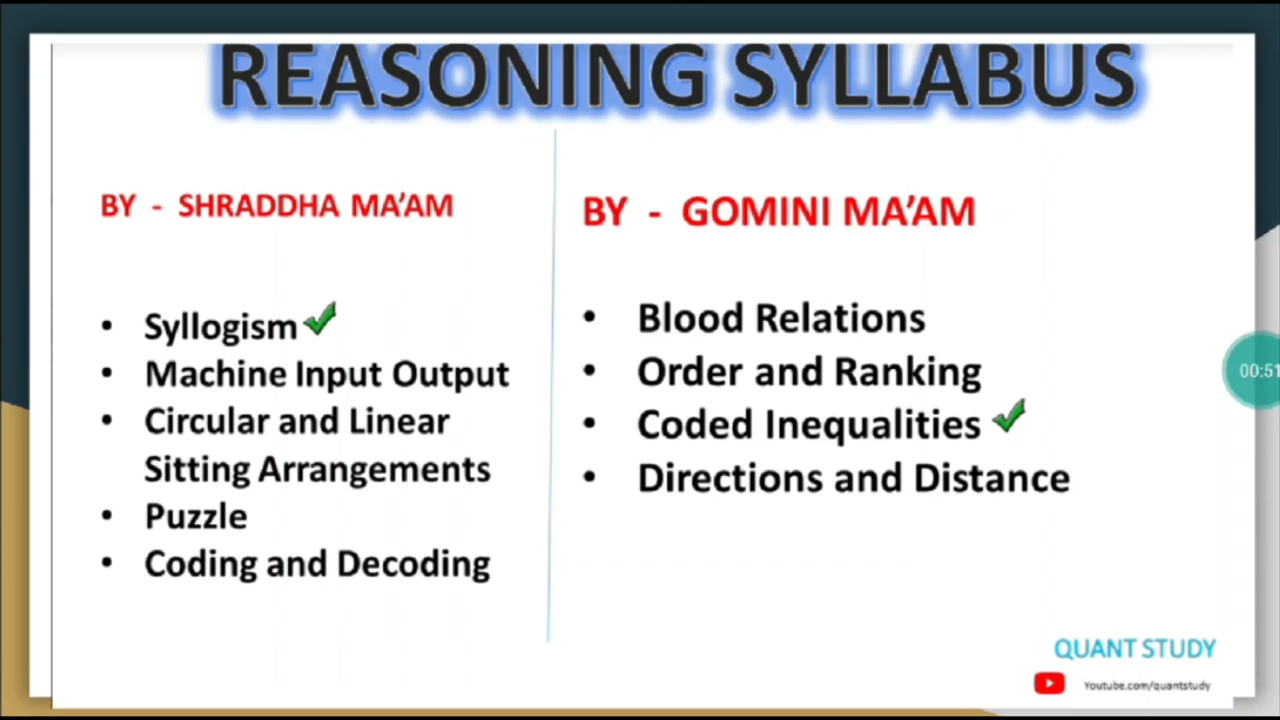 REASONING SYLLABUS
BY - SHRADDHA MA'AM
• Syllogism
• Machine Input Output
• Circular and Linear
Sitting Arrangements
• Puzzle
• Coding and Decoding
BY - GOMINI MA'AM
• Blood Relations
• Order and Ranking
• Coded Inequalities
• Directions and Distance
00:51
QUANT STUDY
Youtube.com/quantstudy